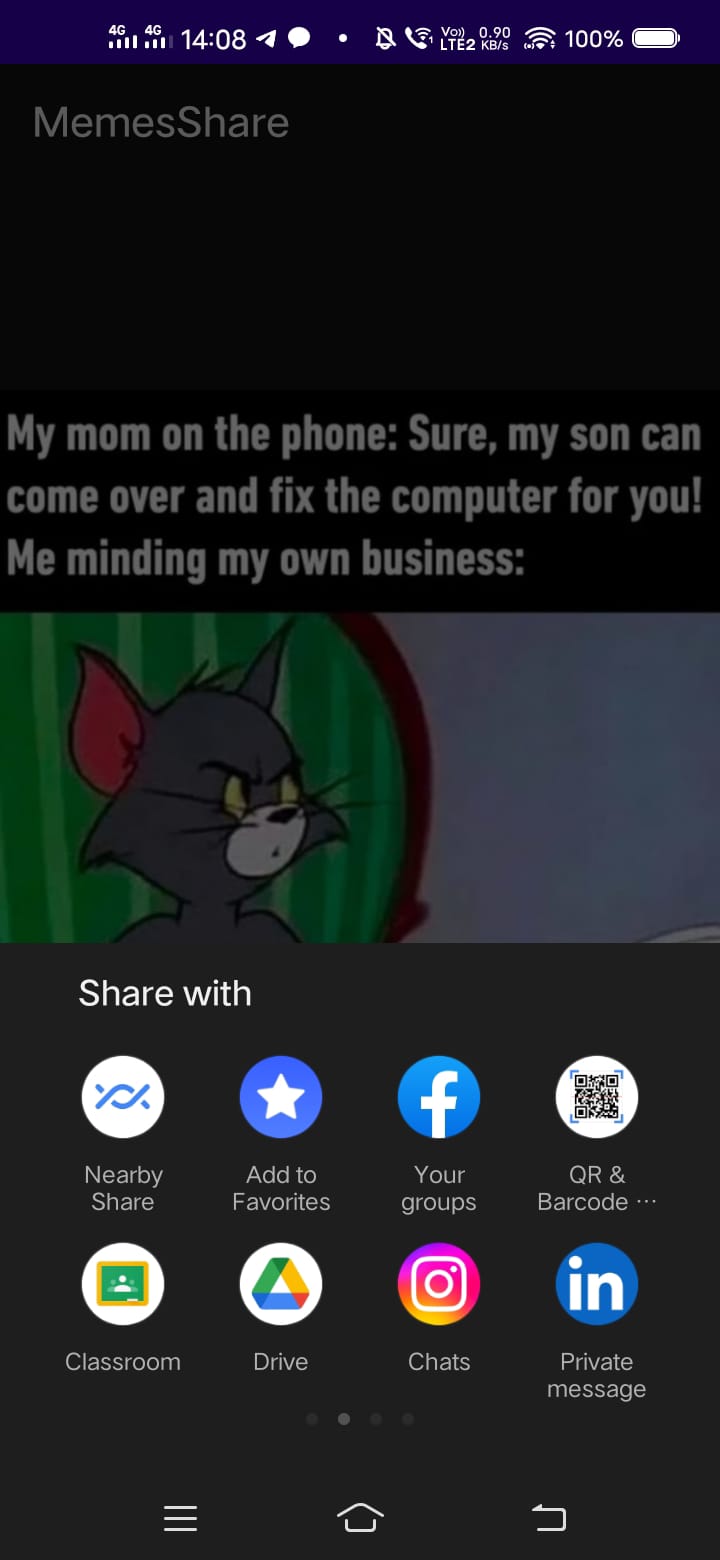 4G 4G 14:08 Vo)) LTE2 0.90 KB/s 100%
MemesShare
My mom on the phone: Sure, my son can
come over and fix the computer for you!
Me minding my own business:
Share with
Nearby
Share
Add to
Favorites
Your
groups
QR &
Barcode ...
Classroom
Drive
Chats
Private
message